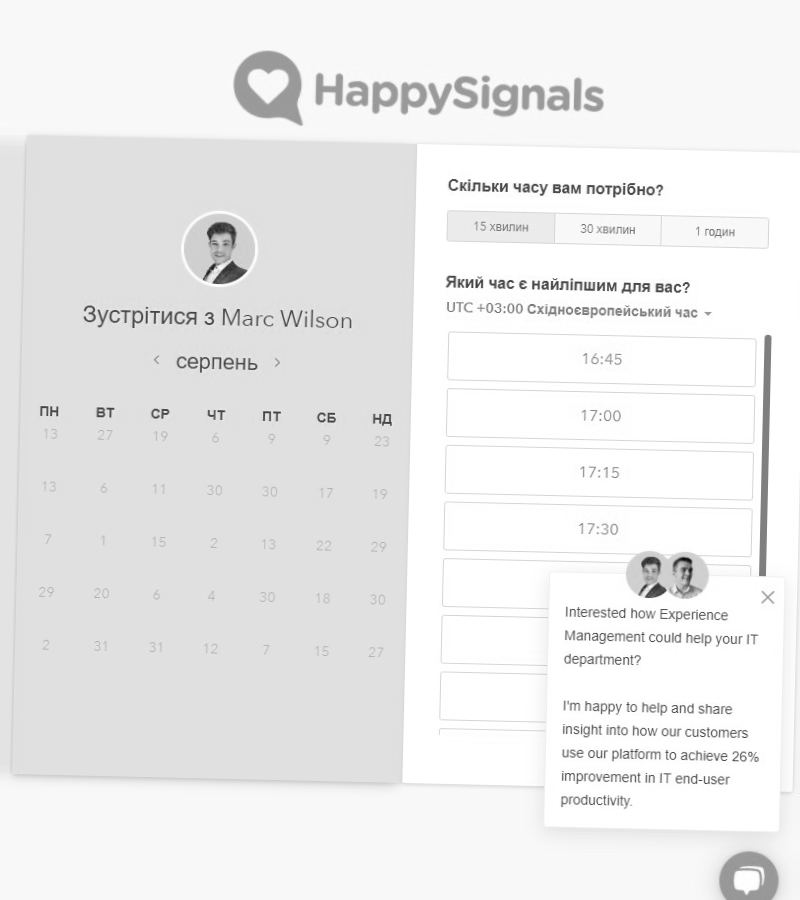 HappySignals
Зустрітися з Marc Wilson
серпень
ПН ВТ СР ЧТ ПТ СБ НД
13 27 19 6 9 9 23
13 6 11 30 30 17 19
7 1 15 2 13 22 29
29 20 6 4 30 18 30
2 31 31 12 7 15 27
Скільки часу вам потрібно?
15 хвилин 30 хвилин 1 годин
Який час є найліпшим для вас?
UTC +03:00 Східноєвропейський час
16:45
17:00
17:15
17:30
Interested how Experience
Management could help your IT
department?
I'm happy to help and share
insight into how our customers
use our platform to achieve 26%
improvement in IT end-user
productivity.